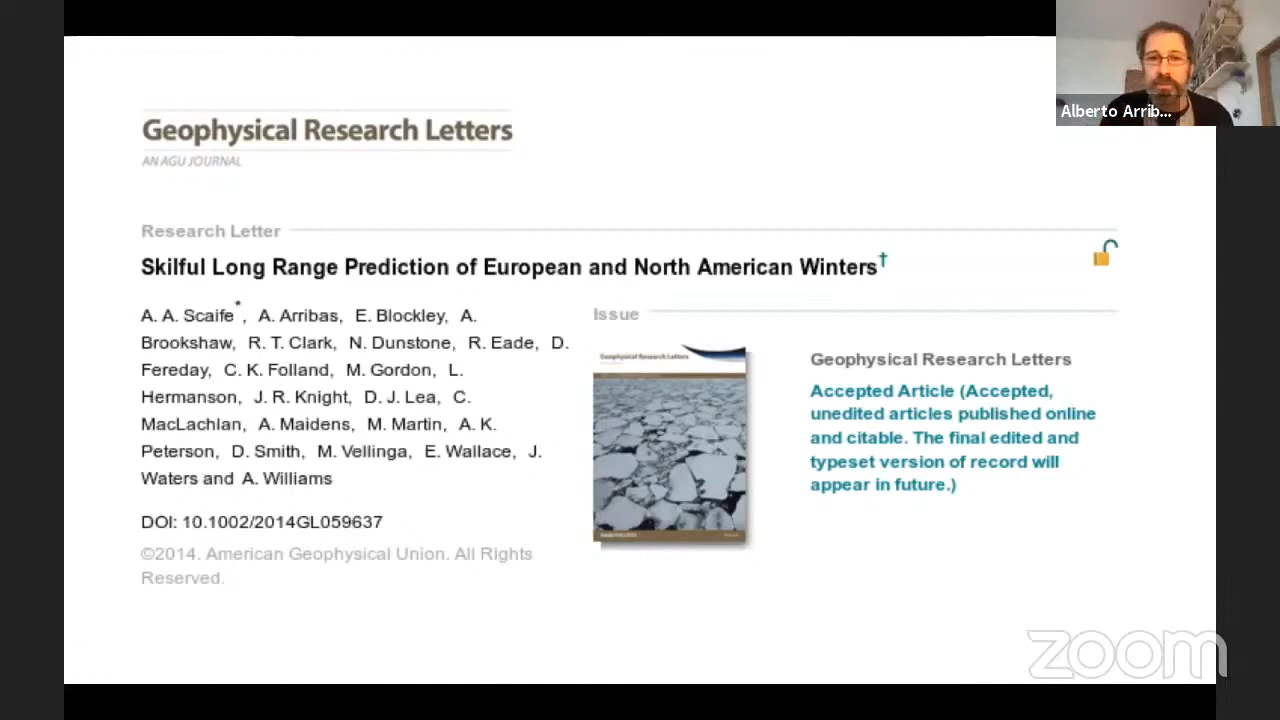 Alberto Arrib...
Geophysical Research Letters
AN AGU JOURNAL
Research Letter
Skilful Long Range Prediction of European and North American Winters†
A. A. Scaife*, A. Arribas, E. Blockley, A.
Brookshaw, R. T. Clark, N. Dunstone, R. Eade, D.
Fereday, C. K. Folland, M. Gordon, L.
Hermanson, J. R. Knight, D. J. Lea, C.
MacLachlan, A. Maidens, M. Martin, A. K.
Peterson, D. Smith, M. Vellinga, E. Wallace, J.
Waters and A. Williams
DOI: 10.1002/2014GL059637
©2014. American Geophysical Union. All Rights
Reserved.
Issue
Geophysical Research Letters
Geophysical Research Letters
Accepted Article (Accepted,
unedited articles published online
and citable. The final edited and
typeset version of record will
appear in future.)
zoom